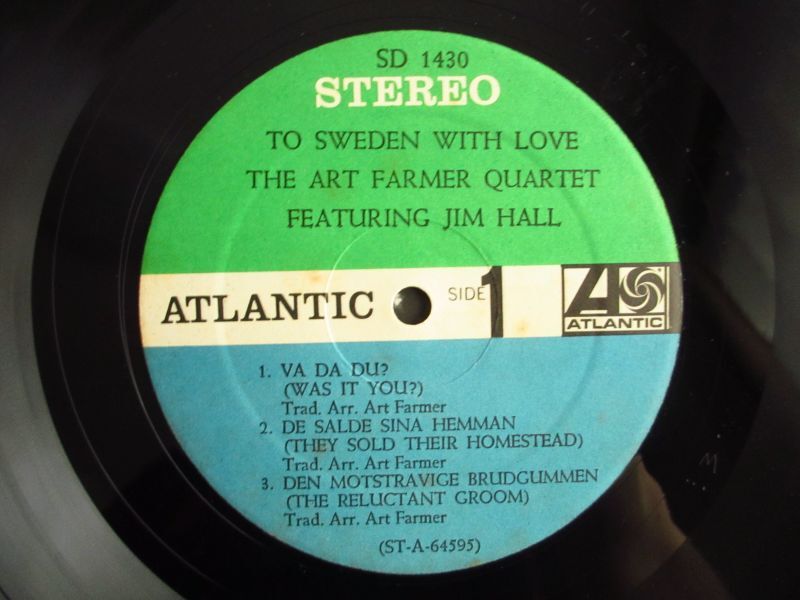 SD 1430
STEREO
TO SWEDEN WITH LOVE
THE ART FARMER QUARTET
FEATURING JIM HALL
ATLANTIC SIDE 1 A ATLANTIC
1. VA DA DU?
(WAS IT YOU?)
Trad. Arr. Art Farmer
2. DE SALDE SINA HEMMAN
(THEY SOLD THEIR HOMESTEAD)
Trad. Arr. Art Farmer
3. DEN MOTSTRAVIGE BRUDGUMMEN
(THE RELUCTANT GROOM)
Trad. Arr. Art Farmer
(ST-A-64595)
M